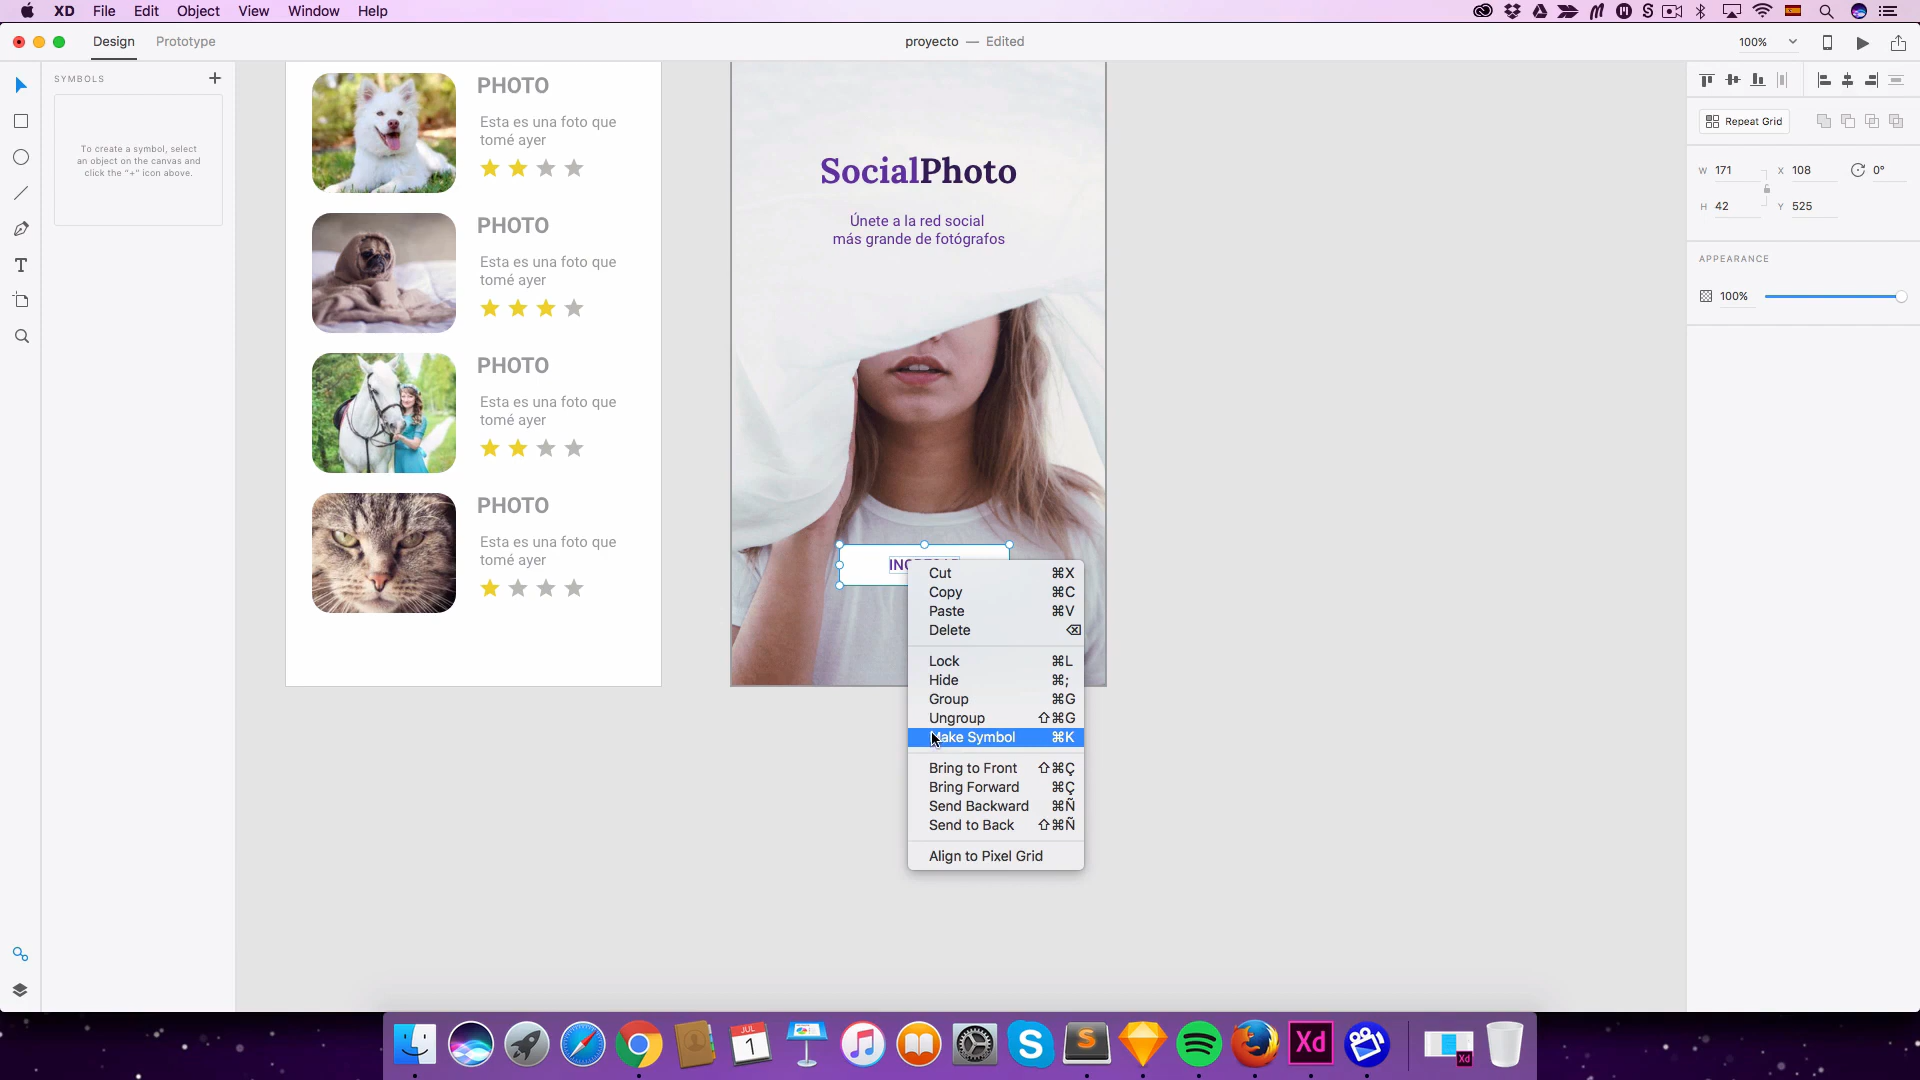 XD File Edit Object View Window Help
Design Prototype
proyecto — Edited
100%
SYMBOLS
To create a symbol, select
an object on the canvas and
click the "+" icon above.
PHOTO
Esta es una foto que
tomé ayer
PHOTO
Esta es una foto que
tomé ayer
PHOTO
Esta es una foto que
tomé ayer
PHOTO
Esta es una foto que
tomé ayer
SocialPhoto
Únete a la red social
más grande de fotógrafos
Cut ⌘X
Copy ⌘C
Paste ⌘V
Delete ⌫
Lock ⌘L
Hide ⌘;
Group ⌘G
Ungroup ⇧⌘G
Make Symbol ⌘K
Bring to Front ⇧⌘Ç
Bring Forward ⌘Ç
Send Backward ⌘Ñ
Send to Back ⇧⌘Ñ
Align to Pixel Grid
Repeat Grid
W 171 X 108 0°
H 42 Y 525
APPEARANCE
100%
JUL
1
Xd
Xd